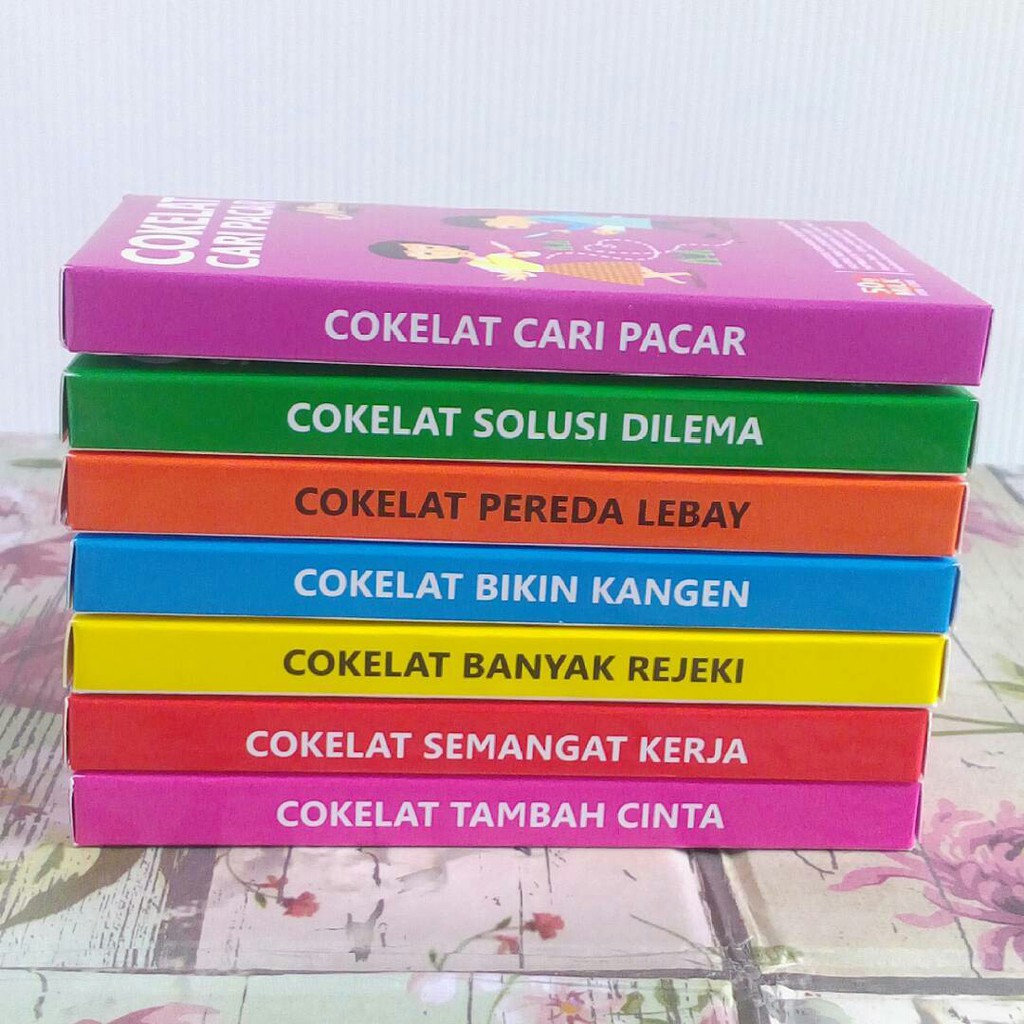 COKELAT
CARI PACAR
COKELAT CARI PACAR
COKELAT SOLUSI DILEMA
COKELAT PEREDA LEBAY
COKELAT BIKIN KANGEN
COKELAT BANYAK REJEKI
COKELAT SEMANGAT KERJA
COKELAT TAMBAH CINTA